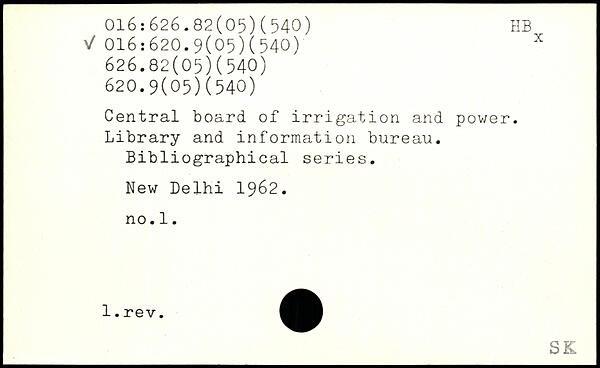 016:626.82(05)(540)
HBx
√ 016:620.9(05)(540)
626.82(05)(540)
620.9(05)(540)
Central board of irrigation and power.
Library and information bureau.
Bibliographical series.
New Delhi 1962.
no.1.
1.rev.
SK